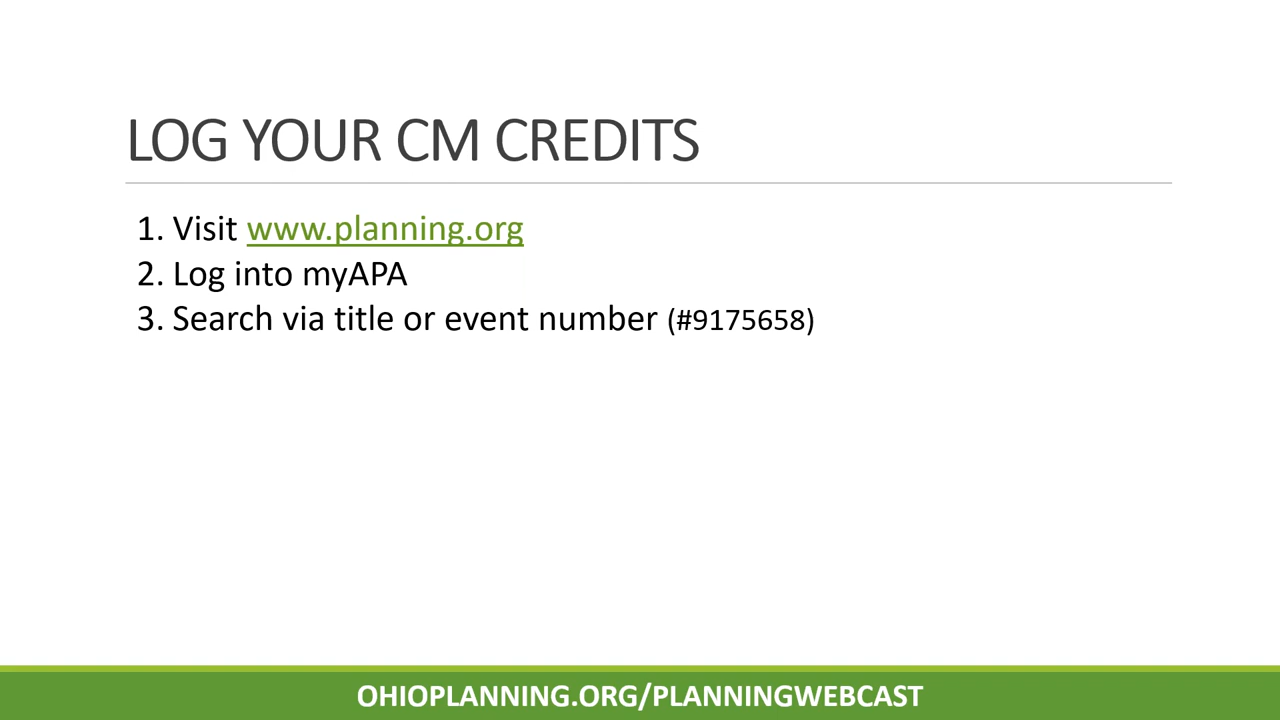 LOG YOUR CM CREDITS
1. Visit www.planning.org
2. Log into myAPA
3. Search via title or event number (#9175658)
OHIOPLANNING.ORG/PLANNINGWEBCAST